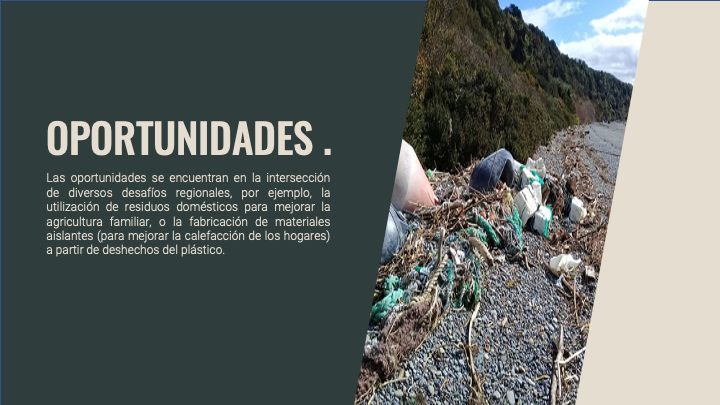 OPORTUNIDADES .
Las oportunidades se encuentran en la intersección
de diversos desafíos regionales, por ejemplo, la
utilización de residuos domésticos para mejorar la
agricultura familiar, o la fabricación de materiales
aislantes (para mejorar la calefacción de los hogares)
a partir de deshechos del plástico.